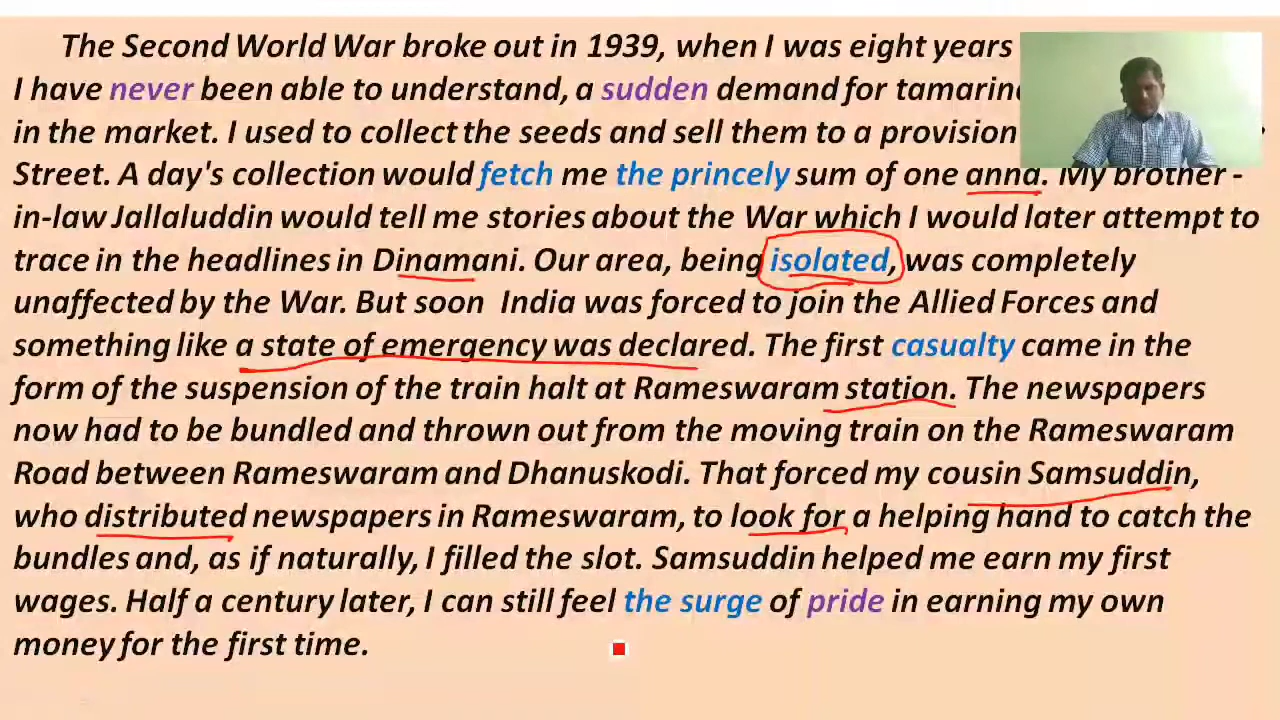 The Second World War broke out in 1939, when I was eight years
I have never been able to understand, a sudden demand for
in the market. I used to collect the seeds and sell them to a provision
Street. A day's collection would fetch me the princely sum of one anna. My brother -
in-law Jallaluddin would tell me stories about the War which I would later attempt to
trace in the headlines in Dinamani. Our area, being isolated, was completely
unaffected by the War. But soon India was forced to join the Allied Forces and
something like a state of emergency was declared. The first casualty came in the
form of the suspension of the train halt at Rameswaram station. The newspapers
now had to be bundled and thrown out from the moving train on the Rameswaram
Road between Rameswaram and Dhanuskodi. That forced my cousin Samsuddin,
who distributed newspapers in Rameswaram, to look for a helping hand to catch the
bundles and, as if naturally, I filled the slot. Samsuddin helped me earn my first
wages. Half a century later, I can still feel the surge of pride in earning my own
money for the first time.